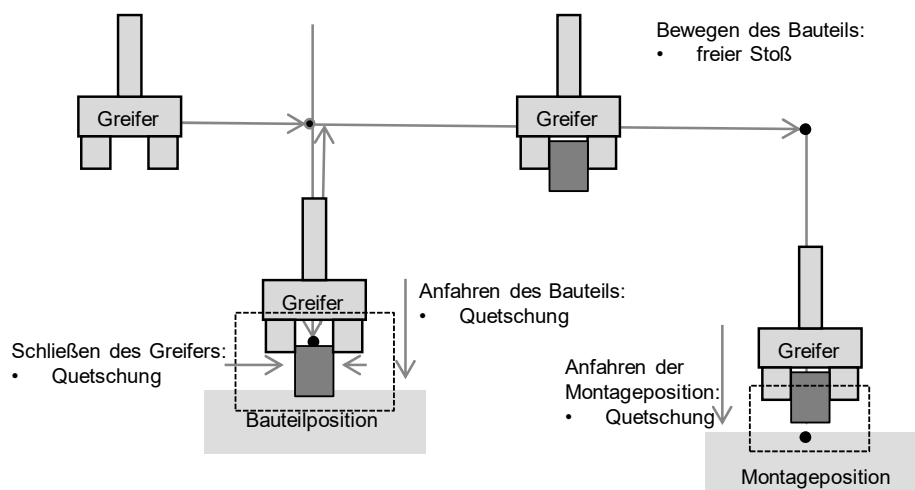 Bewegen des Bauteils:
• freier Stoß
Greifer
Greifer
Greifer
Anfahren des Bauteils:
• Quetschung
Schließen des Greifers:
• Quetschung
Bauteilposition
Greifer
Anfahren der
Montageposition:
• Quetschung
Montageposition